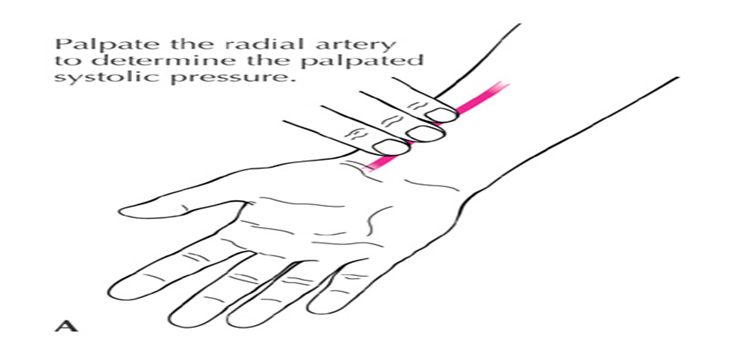 Palpate the radial artery
to determine the palpated
systolic pressure.
A